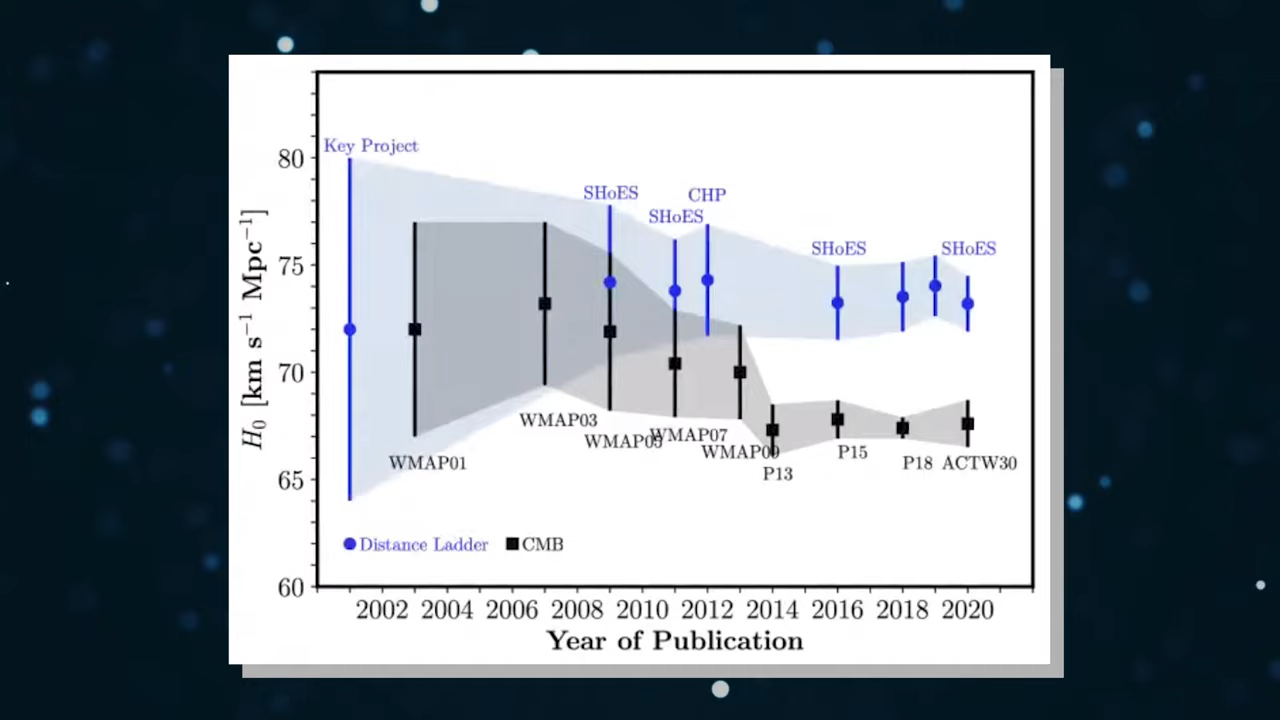 Key Project
80
SHoES
CHP
SHoES
SHoES
SHoES
75
70
WMAP03
WMAP05
WMAP07
WMAP09
P15
WMAP01
P18
ACTW30
P13
65
Distance Ladder
CMB
60
H₀ [km s⁻¹ Mpc⁻¹]
2002 2004 2006 2008 2010 2012 2014 2016 2018 2020
Year of Publication